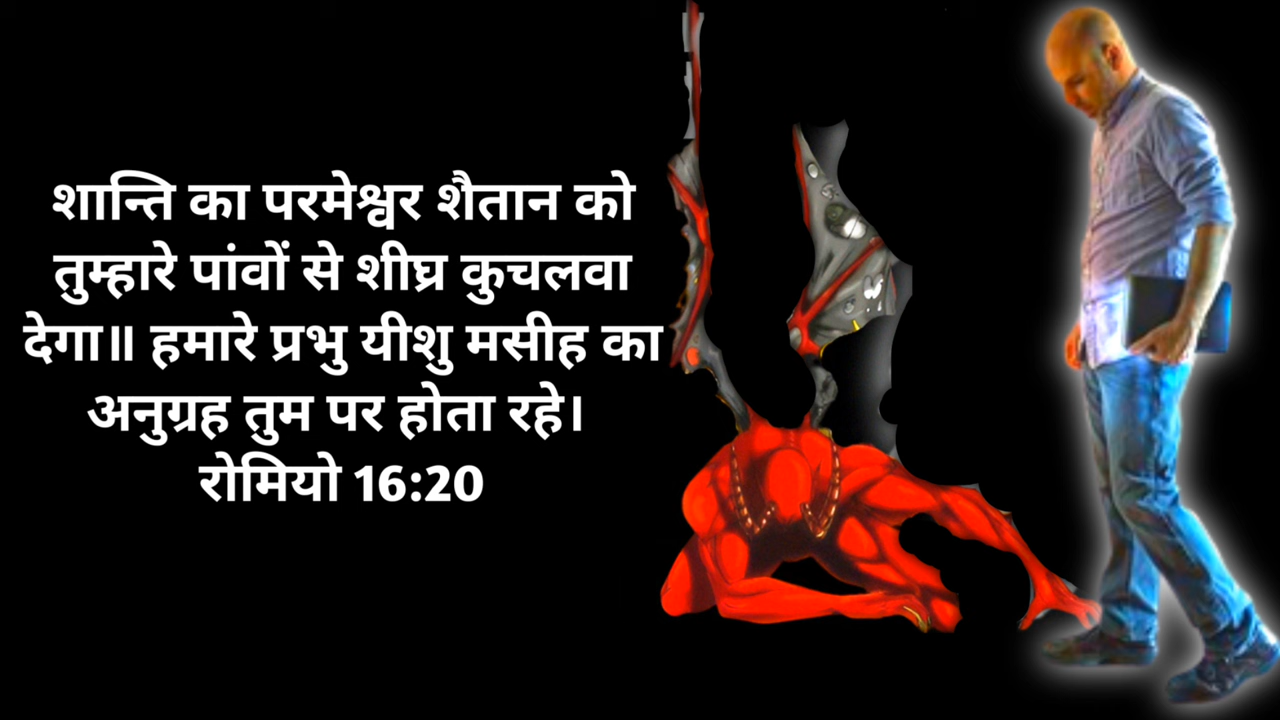 शान्ति का परमेश्वर शैतान को
तुम्हारे पांवों से शीघ्र कुचलवा
देगा॥ हमारे प्रभु यीशु मसीह का
अनुग्रह तुम पर होता रहे।
रोमियो 16:20